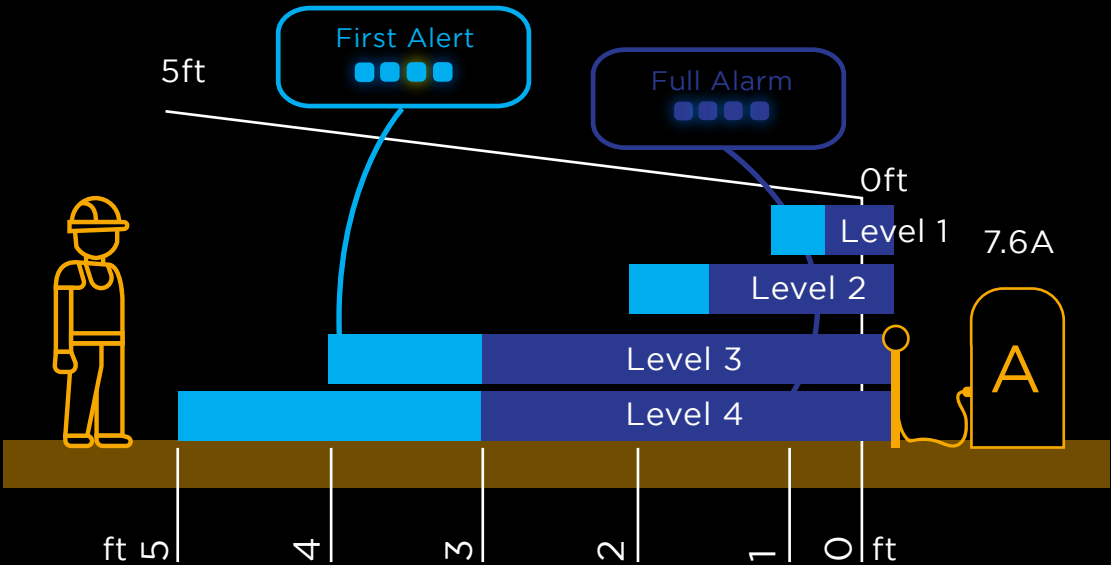 First Alert
5ft
Full Alarm
0ft
Level 1
7.6A
Level 2
Level 3
A
Level 4
ft 5 4 3 2 1 0 ft